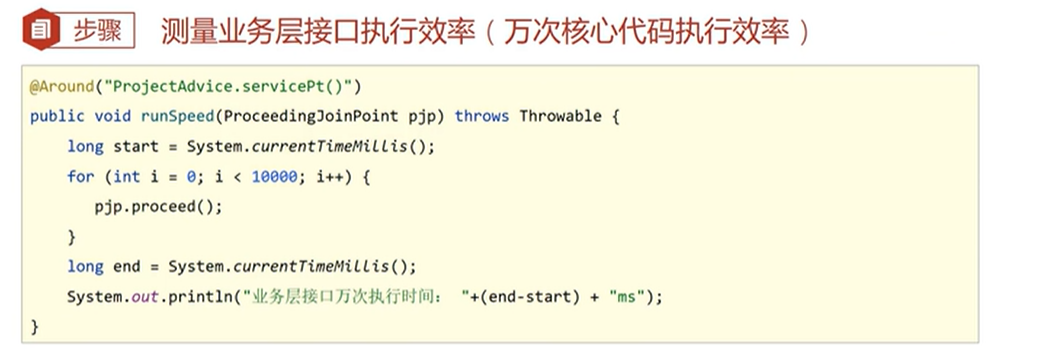 步骤 测量业务层接口执行效率（万次核心代码执行效率）
@Around("ProjectAdvice.servicePt()")
public void runSpeed(ProceedingJoinPoint pjp) throws Throwable {
    long start = System.currentTimeMillis();
    for (int i = 0; i < 10000; i++) {
        pjp.proceed();
    }
    long end = System.currentTimeMillis();
    System.out.println("业务层接口万次执行时间： "+(end-start) + "ms");
}